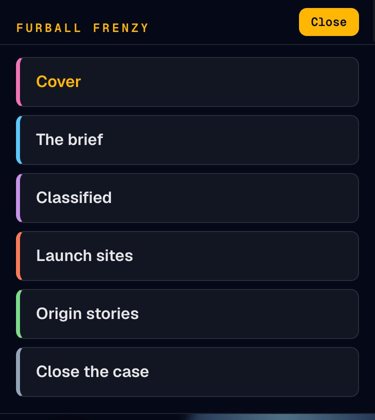 FURBALL FRENZY
Close
Cover
The brief
Classified
Launch sites
Origin stories
Close the case